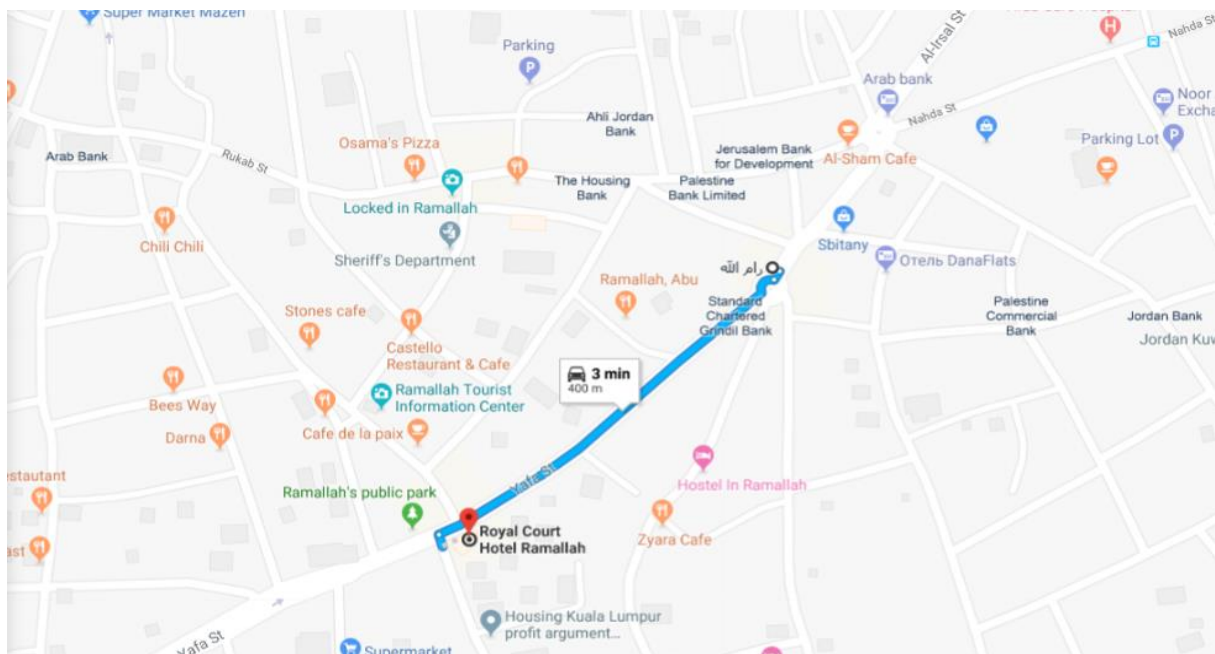 Super Market Mazen
Al-Irsal St
Nahda St
Parking
Arab bank
Noor
Excha
Nahda St
Ahli Jordan
Bank
Osama's Pizza
Jerusalem Bank
for Development
Al-Sham Cafe
Parking Lot
Arab Bank
Rukab St
The Housing
Bank
Palestine
Bank Limited
Locked in Ramallah
Chili Chili
Sheriff's Department
Sbitany
رام الله
Отель DanaFlats
Ramallah, Abu
Standard
Chartered
Grindil Bank
Palestine
Commercial
Bank
Jordan Bank
Jordan Kuw
Stones cafe
Castello
Restaurant & Cafe
3 min
400 m
Ramallah Tourist
Information Center
Bees Way
Darna
Cafe de la paix
estautant
Yafa St
Hostel In Ramallah
Ramallah's public park
Royal Court
Hotel Ramallah
Zyara Cafe
ast
Housing Kuala Lumpur
profit argument...
Yafa St
Supermarket